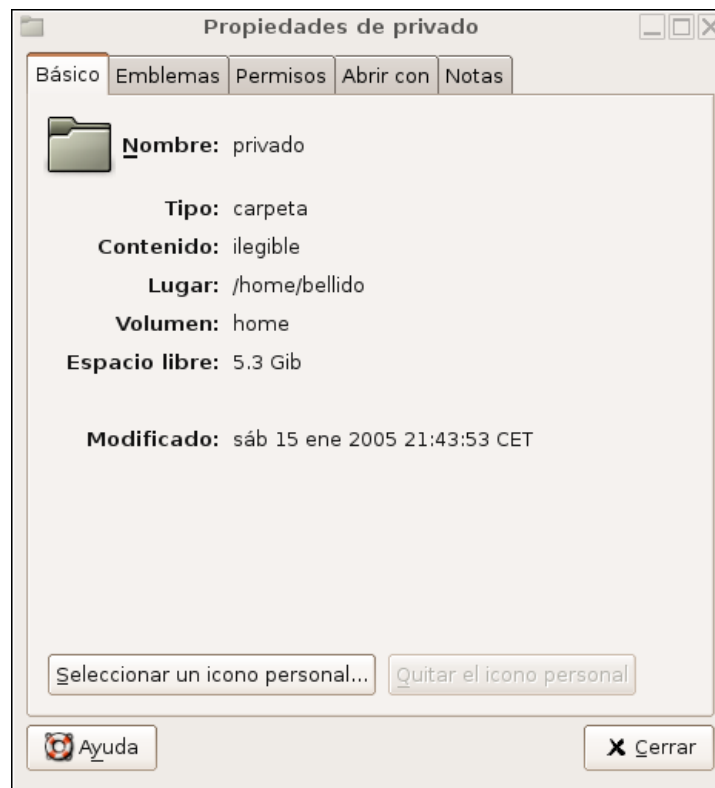 Propiedades de privado
Básico Emblemas Permisos Abrir con Notas
Nombre: privado
Tipo: carpeta
Contenido: ilegible
Lugar: /home/bellido
Volumen: home
Espacio libre: 5.3 Gib
Modificado: sáb 15 ene 2005 21:43:53 CET
Seleccionar un icono personal... Quitar el icono personal
Ayuda Cerrar